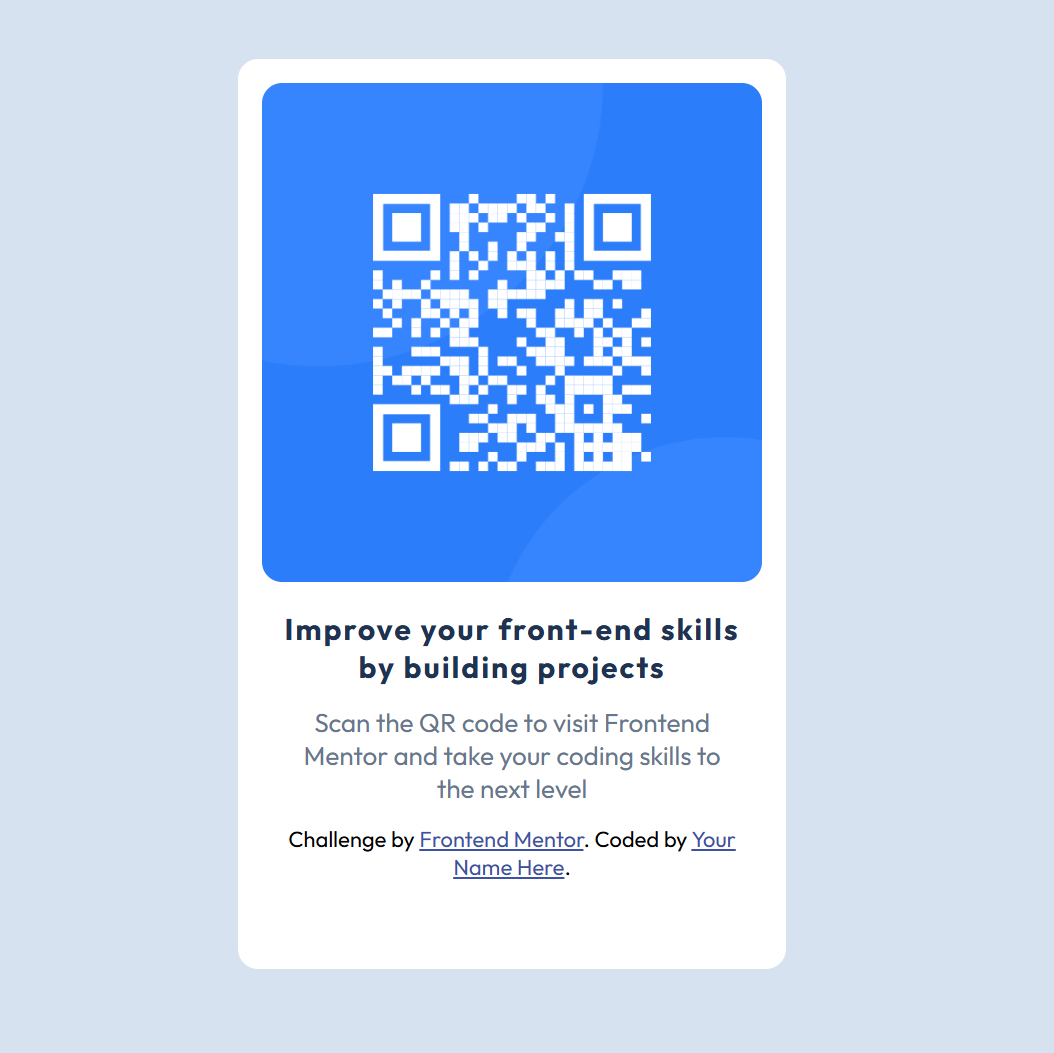 Improve your front-end skills
by building projects
Scan the QR code to visit Frontend
Mentor and take your coding skills to
the next level
Challenge by Frontend Mentor. Coded by Your
Name Here.